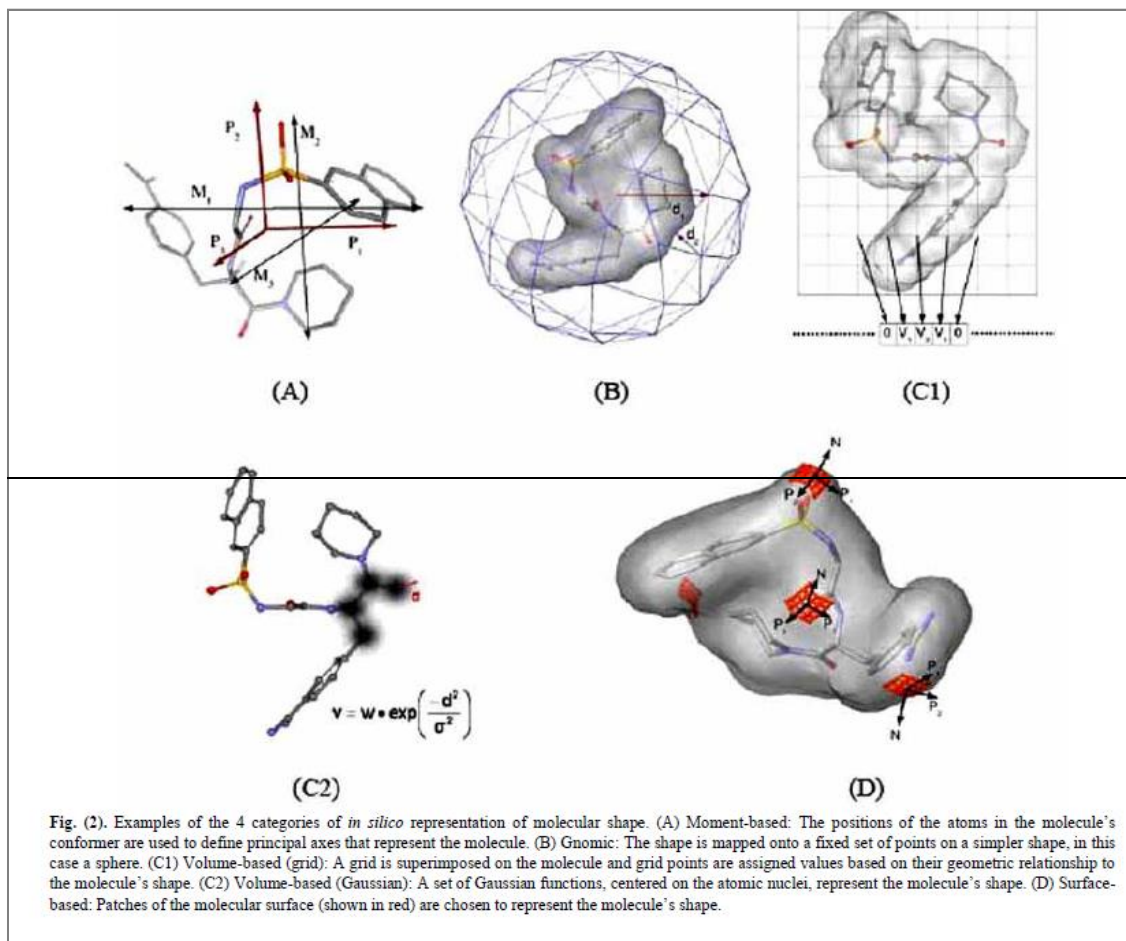 P₂
M₂
M₁
P₁
P₃
M₃
(A)
d₁
d₂
(B)
0 V₁ V₂ V₁ 0
(C1)
σ
v = w • exp(-d²/σ²)
(C2)
N
P₁
N
P₁
P₁
P₂
N
(D)
Fig. (2). Examples of the 4 categories of in silico representation of molecular shape. (A) Moment-based: The positions of the atoms in the molecule's
conformer are used to define principal axes that represent the molecule. (B) Gnomic: The shape is mapped onto a fixed set of points on a simpler shape, in this
case a sphere. (C1) Volume-based (grid): A grid is superimposed on the molecule and grid points are assigned values based on their geometric relationship to
the molecule's shape. (C2) Volume-based (Gaussian): A set of Gaussian functions, centered on the atomic nuclei, represent the molecule's shape. (D) Surface-
based: Patches of the molecular surface (shown in red) are chosen to represent the molecule's shape.